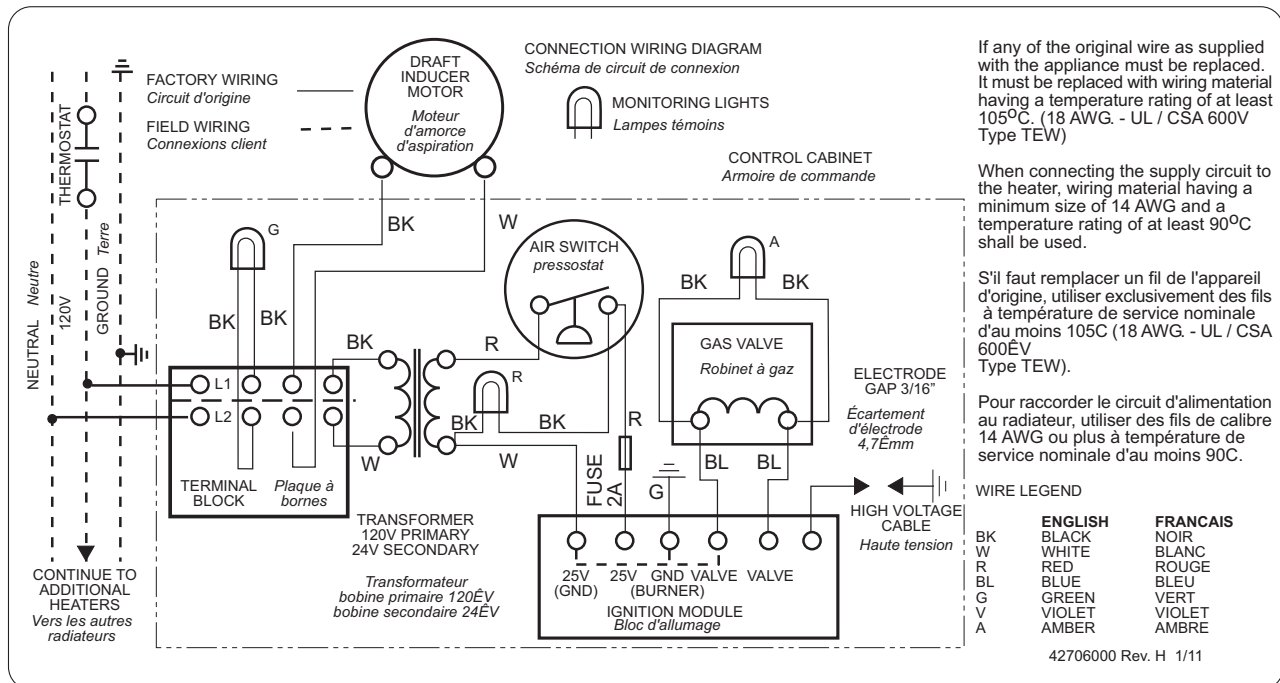 CONNECTION WIRING DIAGRAM
Schéma de circuit de connexion
FACTORY WIRING
Circuit d'origine
FIELD WIRING
Connexions client
DRAFT
INDUCER
MOTOR
Moteur
d'amorce
d'aspiration
MONITORING LIGHTS
Lampes témoins
CONTROL CABINET
Armoire de commande
THERMOSTAT
NEUTRAL Neutre
120V
GROUND Terre
BK
W
G
BK
BK
AIR SWITCH
pressostat
A
BK
BK
BK
R
R
BK
BK
W
W
R
FUSE
2A
G
GAS VALVE
Robinet à gaz
BL
BL
ELECTRODE
GAP 3/16”
Écartement
d'électrode
4,7Êmm
HIGH VOLTAGE
CABLE
Haute tension
L1
L2
TERMINAL
BLOCK
Plaque à
bornes
TRANSFORMER
120V PRIMARY
24V SECONDARY
Transformateur
bobine primaire 120ÊV
bobine secondaire 24ÊV
25V
(GND)
25V
GND
(BURNER)
VALVE
VALVE
IGNITION MODULE
Bloc d'allumage
CONTINUE TO
ADDITIONAL
HEATERS
Vers les autres
radiateurs
If any of the original wire as supplied
with the appliance must be replaced.
It must be replaced with wiring material
having a temperature rating of at least
105ºC. (18 AWG. - UL / CSA 600V
Type TEW)
When connecting the supply circuit to
the heater, wiring material having a
minimum size of 14 AWG and a
temperature rating of at least 90ºC
shall be used.
S'il faut remplacer un fil de l'appareil
d'origine, utiliser exclusivement des fils
à température de service nominale
d'au moins 105C (18 AWG. - UL / CSA
600ÊV
Type TEW).
Pour raccorder le circuit d'alimentation
au radiateur, utiliser des fils de calibre
14 AWG ou plus à température de
service nominale d'au moins 90C.
WIRE LEGEND
ENGLISH FRANCAIS
BK BLACK NOIR
W WHITE BLANC
R RED ROUGE
BL BLUE BLEU
G GREEN VERT
V VIOLET VIOLET
A AMBER AMBRE
42706000 Rev. H 1/11